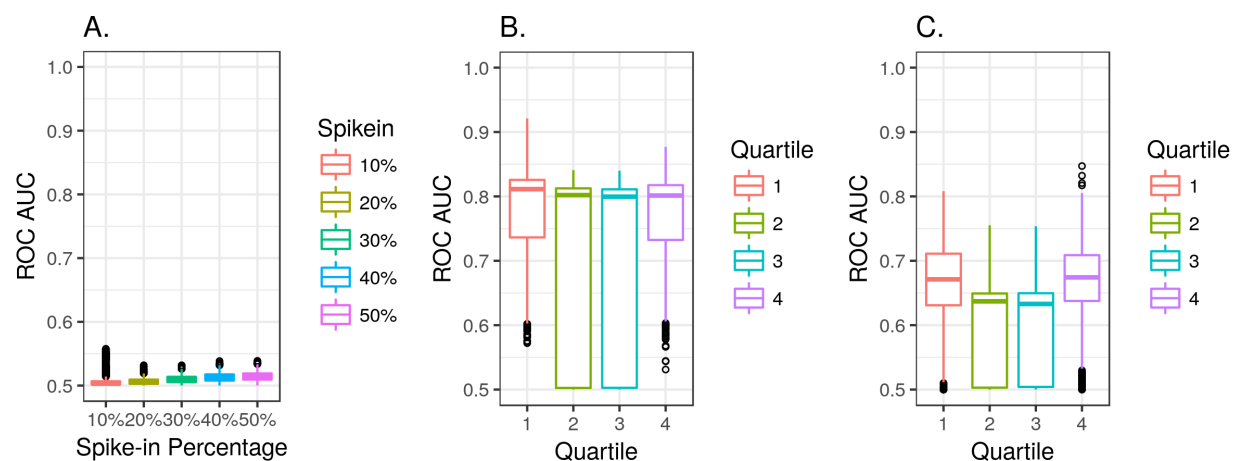 A.
1.0
0.9
0.8
0.7
0.6
0.5
ROC AUC
10% 20% 30% 40% 50%
Spike-in Percentage
Spikein
10%
20%
30%
40%
50%
B.
1.0
0.9
0.8
0.7
0.6
0.5
ROC AUC
1 2 3 4
Quartile
Quartile
1
2
3
4
C.
1.0
0.9
0.8
0.7
0.6
0.5
ROC AUC
1 2 3 4
Quartile
Quartile
1
2
3
4